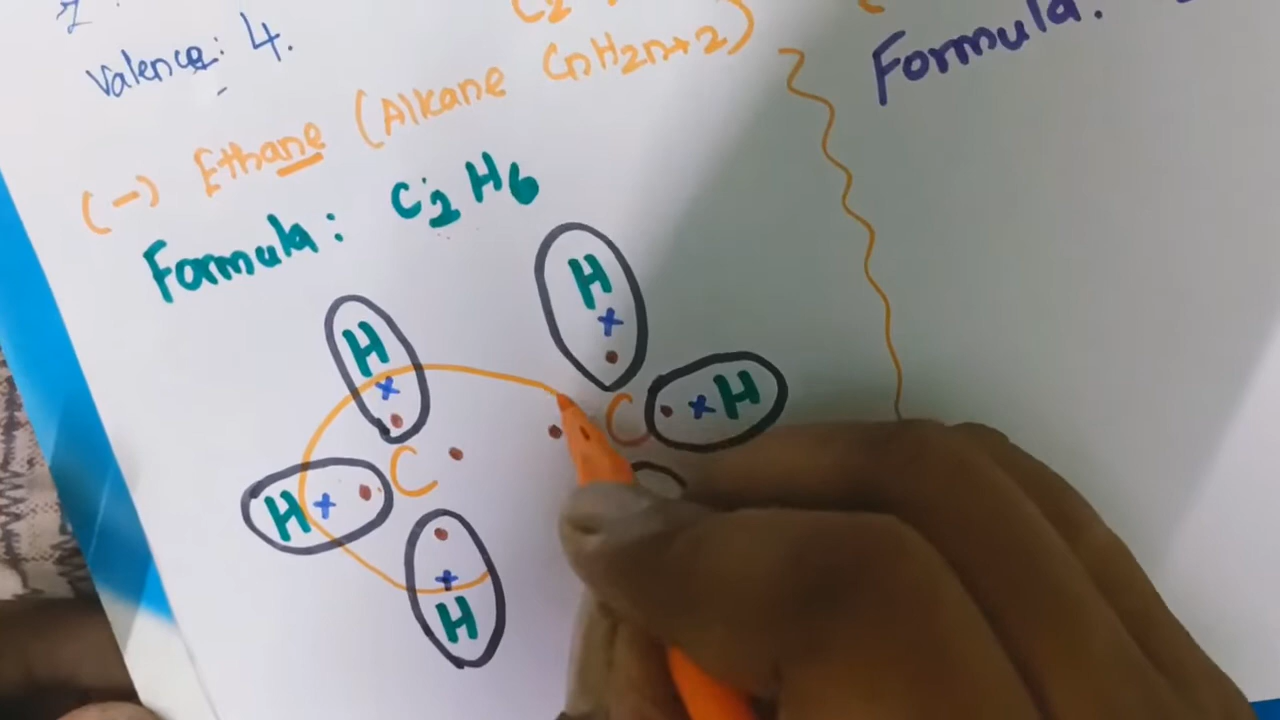 Valence: 4.
(-) Ethane (Alkane CnH2n+2)
Formula: C2H6
Formula:
H
H
C H
H C
H